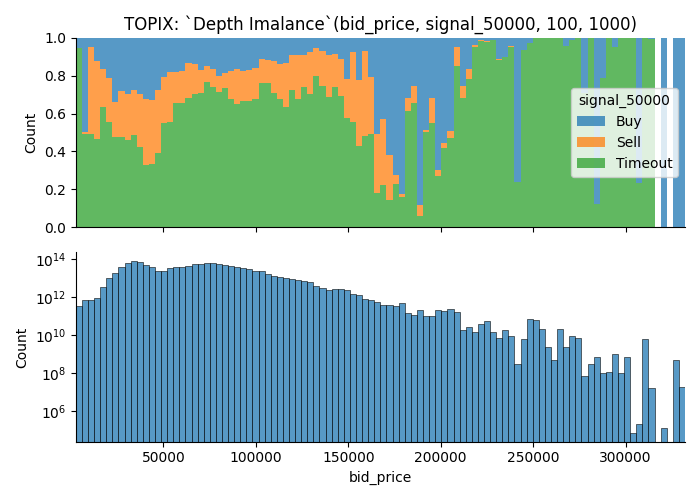 TOPIX: `Depth Imalance`(bid_price, signal_50000, 100, 1000)
1.0
0.8
0.6
0.4
0.2
0.0
Count
signal_50000
Buy
Sell
Timeout
10^14
10^12
10^10
10^8
10^6
Count
50000 100000 150000 200000 250000 300000
bid_price